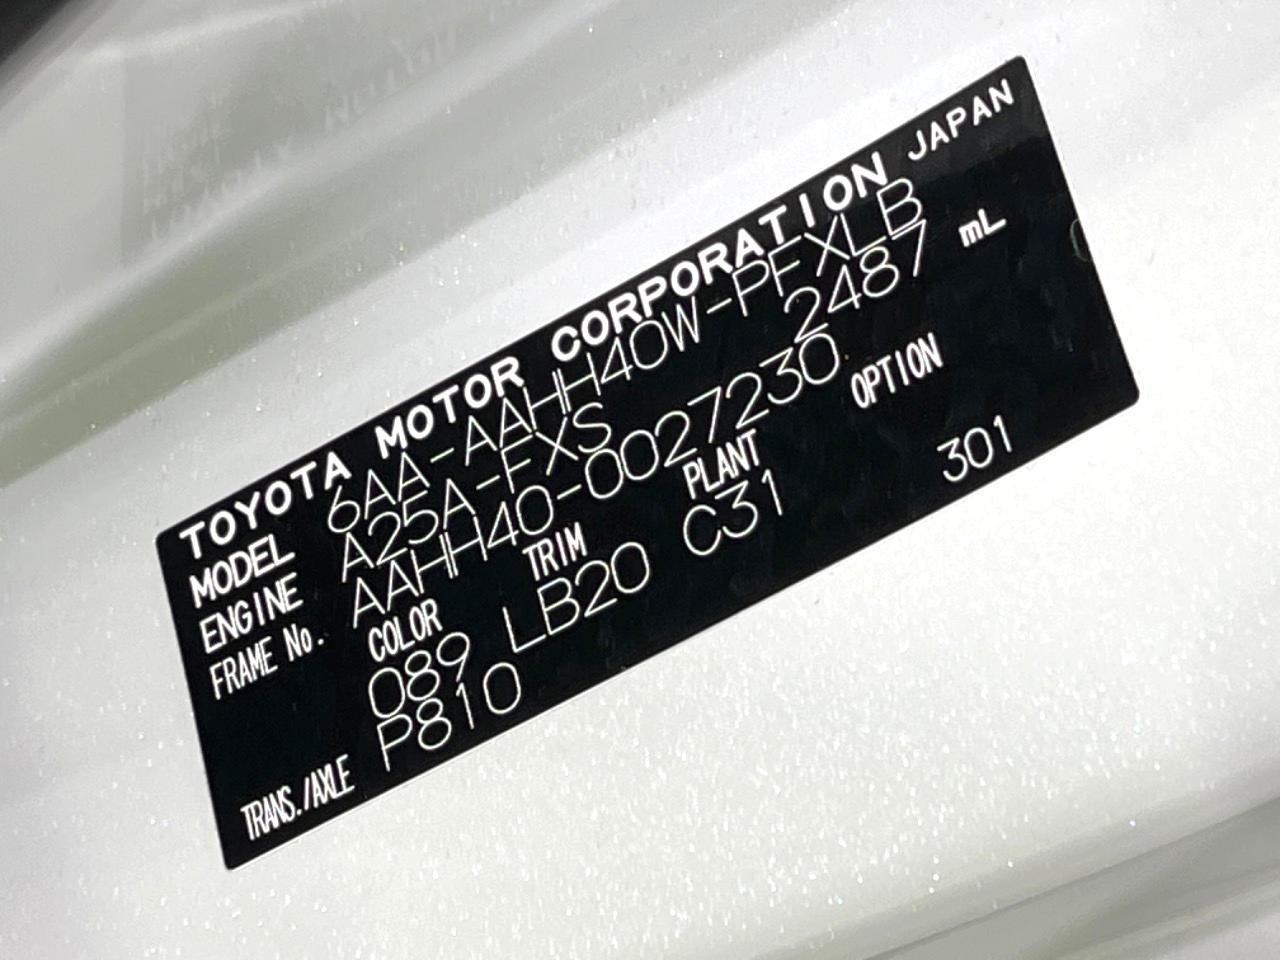 TOYOTA MOTOR CORPORATION JAPAN
MODEL 6AA-AAHH40W-PFXLB
ENGINE A25A-FXS 2487 mL
FRAME No. AAHH40-0027230
COLOR TRIM PLANT OPTION
089 LB20 C31 301
TRANS./AXLE P810